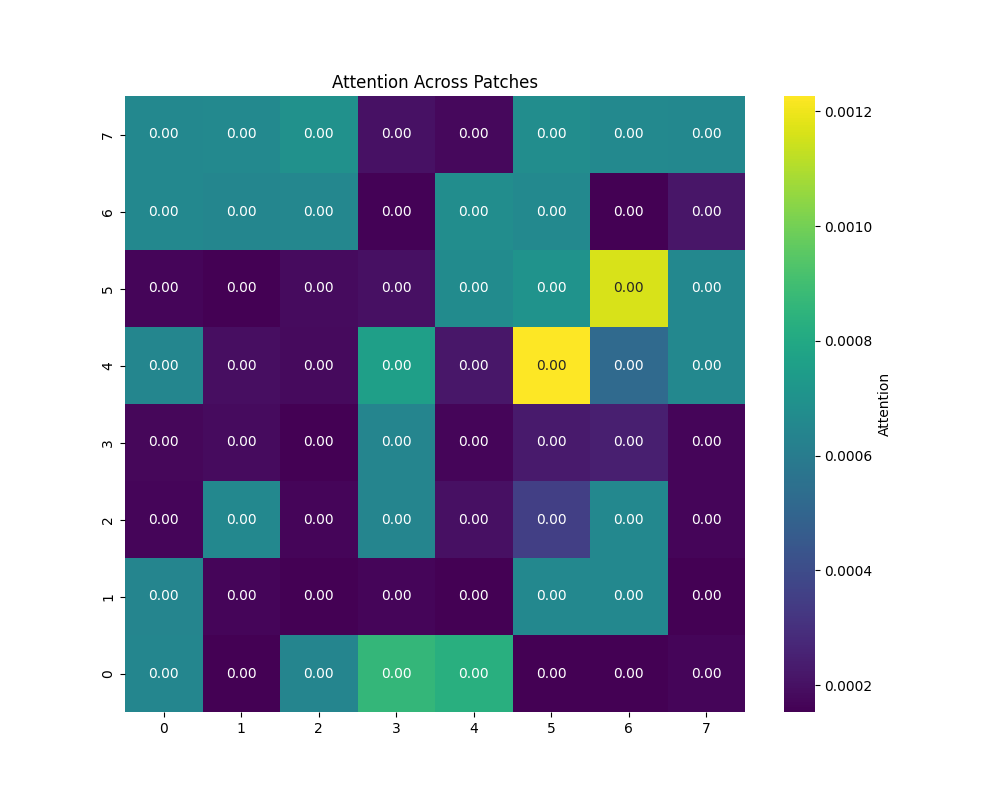 Attention Across Patches
7 0.00 0.00 0.00 0.00 0.00 0.00 0.00 0.00
6 0.00 0.00 0.00 0.00 0.00 0.00 0.00 0.00
5 0.00 0.00 0.00 0.00 0.00 0.00 0.00 0.00
4 0.00 0.00 0.00 0.00 0.00 0.00 0.00 0.00
3 0.00 0.00 0.00 0.00 0.00 0.00 0.00 0.00
2 0.00 0.00 0.00 0.00 0.00 0.00 0.00 0.00
1 0.00 0.00 0.00 0.00 0.00 0.00 0.00 0.00
0 0.00 0.00 0.00 0.00 0.00 0.00 0.00 0.00
0 1 2 3 4 5 6 7
0.0012
0.0010
0.0008
0.0006
0.0004
0.0002
Attention